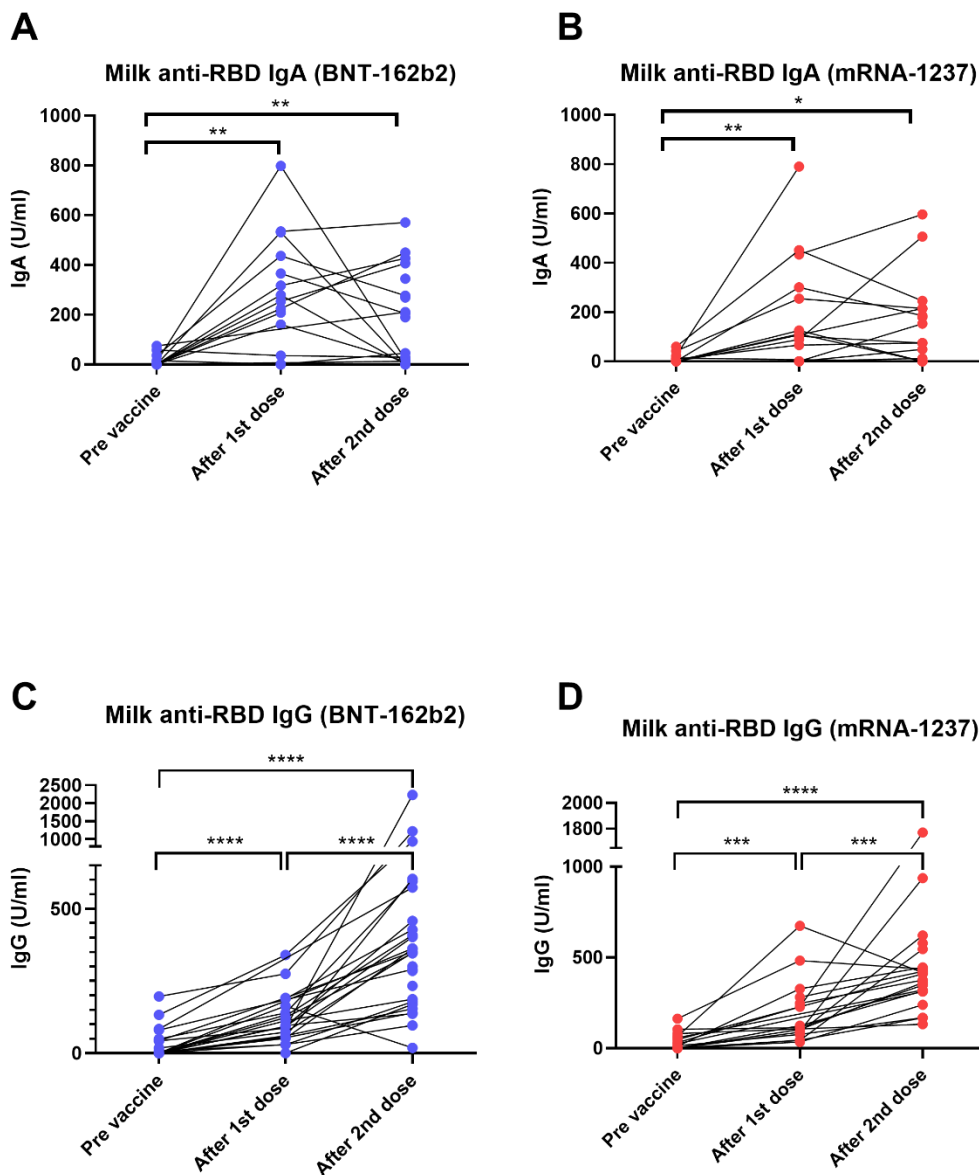 A
Milk anti-RBD IgA (BNT-162b2)
**
**
IgA (U/ml)
1000
800
600
400
200
0
Pre vaccine
After 1st dose
After 2nd dose
B
Milk anti-RBD IgA (mRNA-1237)
*
**
IgA (U/ml)
1000
800
600
400
200
0
Pre vaccine
After 1st dose
After 2nd dose
C
Milk anti-RBD IgG (BNT-162b2)
****
****
****
IgG (U/ml)
2500
2000
1500
1000
500
0
Pre vaccine
After 1st dose
After 2nd dose
D
Milk anti-RBD IgG (mRNA-1237)
****
***
***
IgG (U/ml)
2000
1800
1000
500
0
Pre vaccine
After 1st dose
After 2nd dose